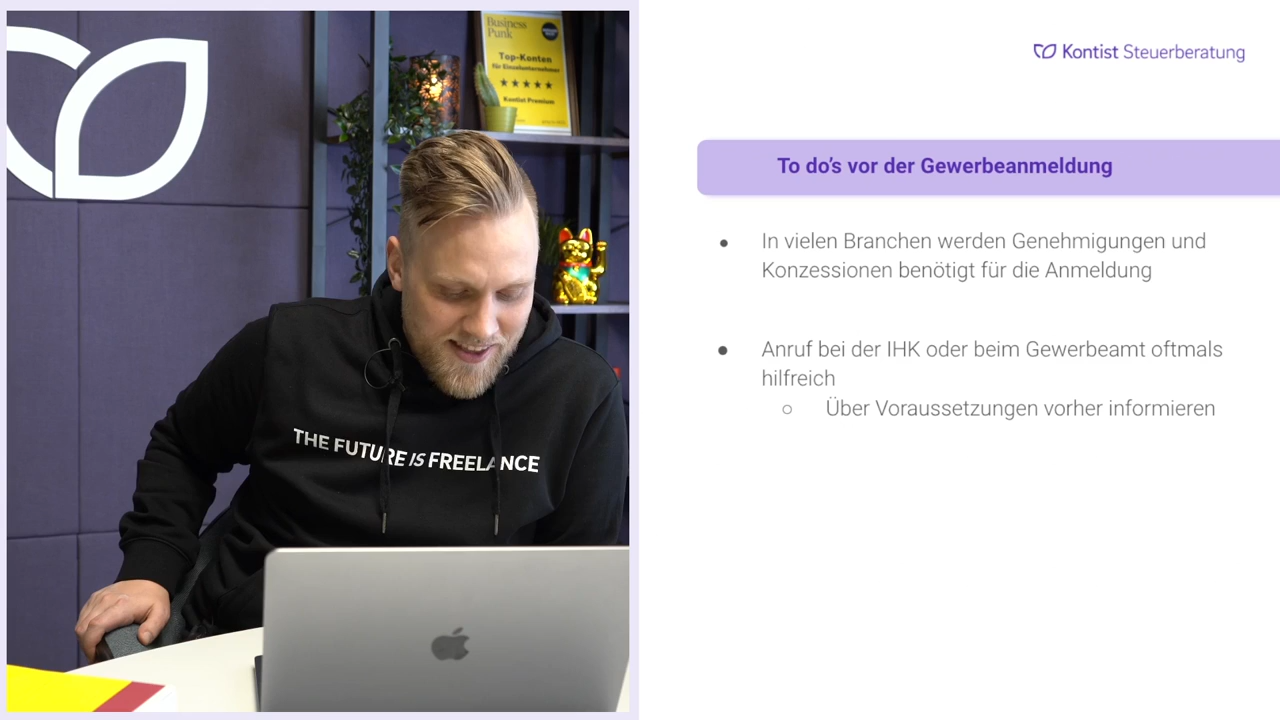 Business
Punk
Top-Konten
für Einzelunternehmer
Kontist Premium
THE FUTURE IS FREELANCE
Kontist Steuerberatung
To do’s vor der Gewerbeanmeldung
In vielen Branchen werden Genehmigungen und
Konzessionen benötigt für die Anmeldung
Anruf bei der IHK oder beim Gewerbeamt oftmals
hilfreich
Über Voraussetzungen vorher informieren